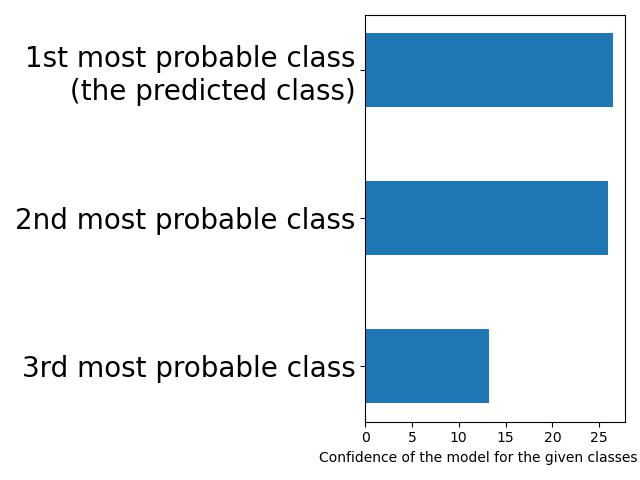 1st most probable class
(the predicted class)
2nd most probable class
3rd most probable class
0 5 10 15 20 25
Confidence of the model for the given classes